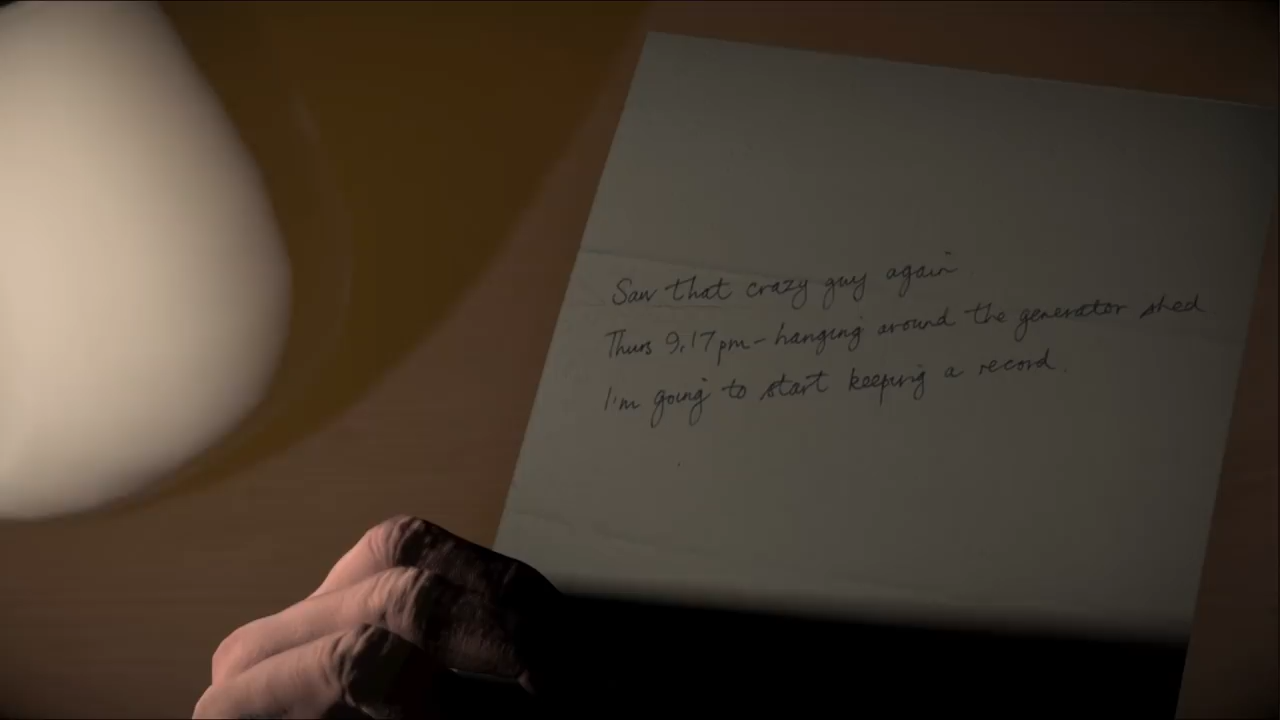 Saw that crazy guy again
Thurs 9.17pm - hanging around the generator shed
I'm going to start keeping a record.